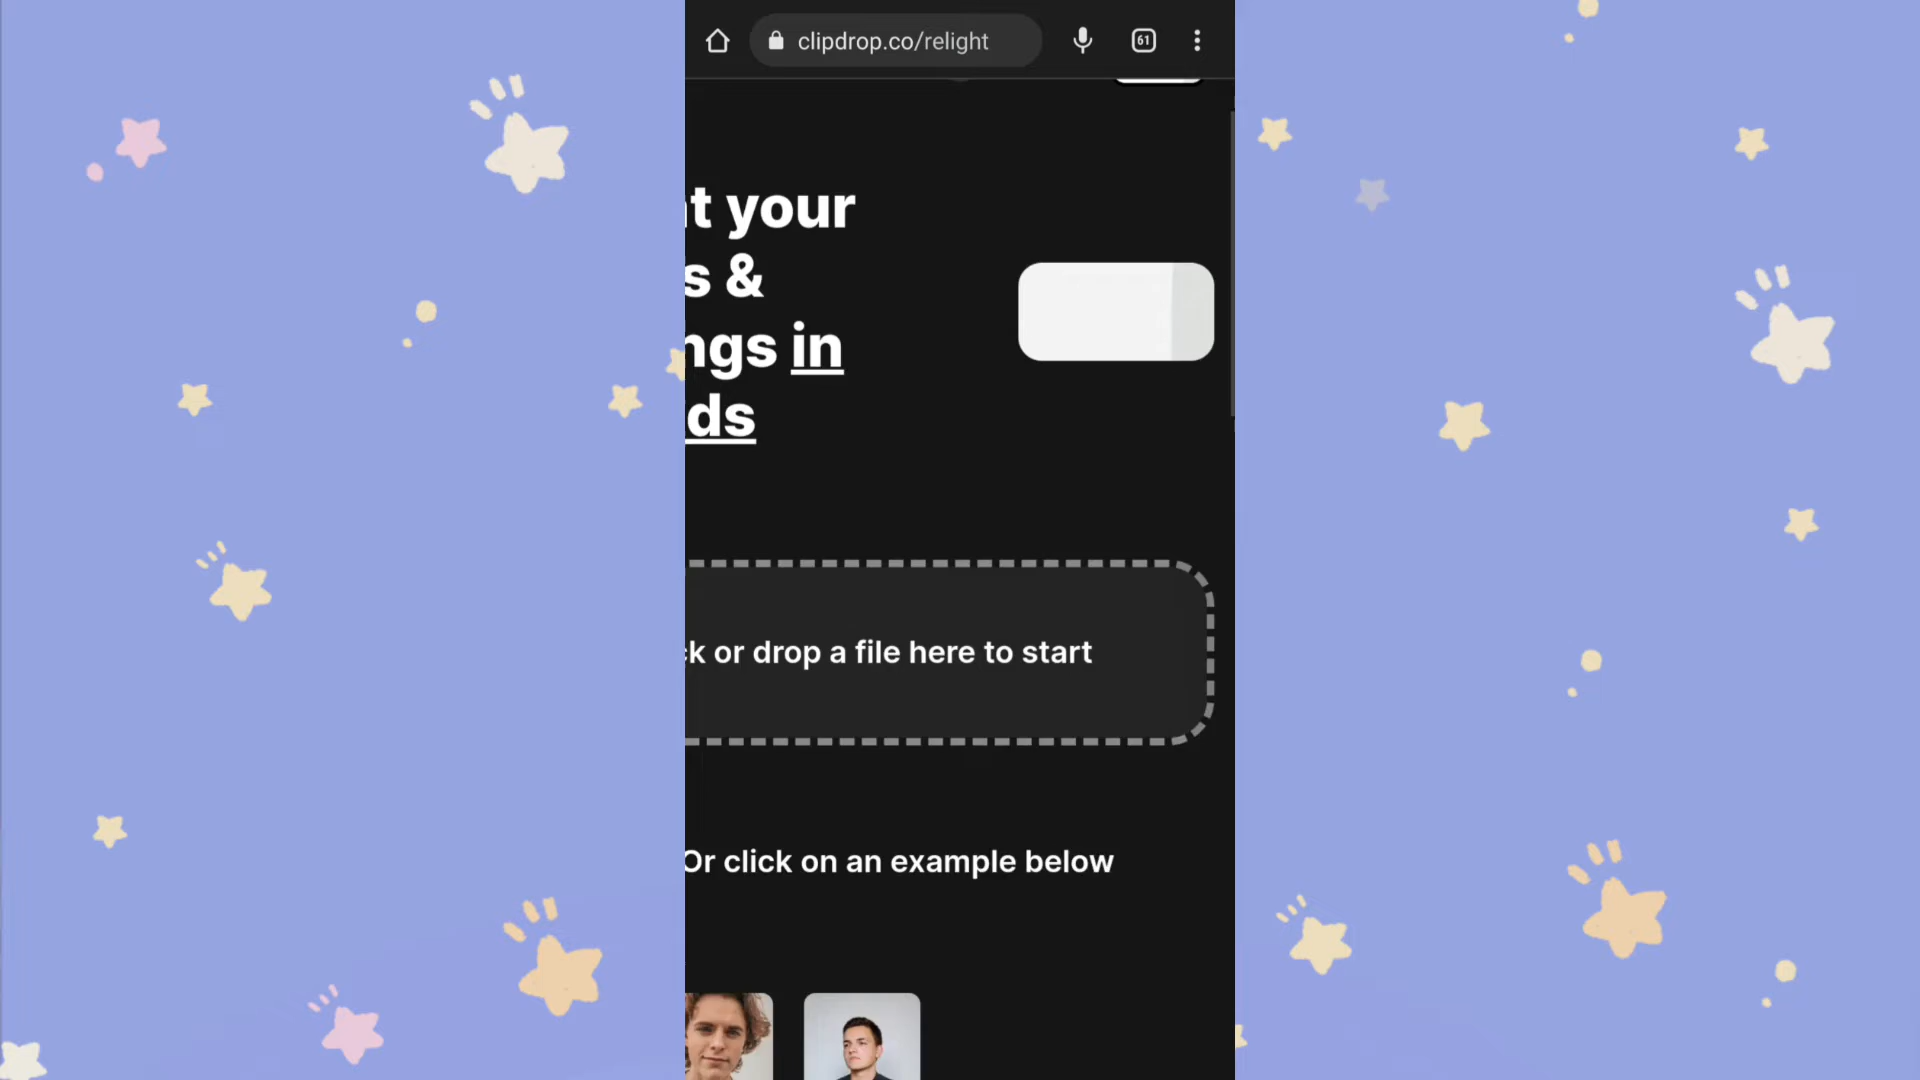 clipdrop.co/relight
61
t your
s &
ngs in
ds
k or drop a file here to start
Or click on an example below